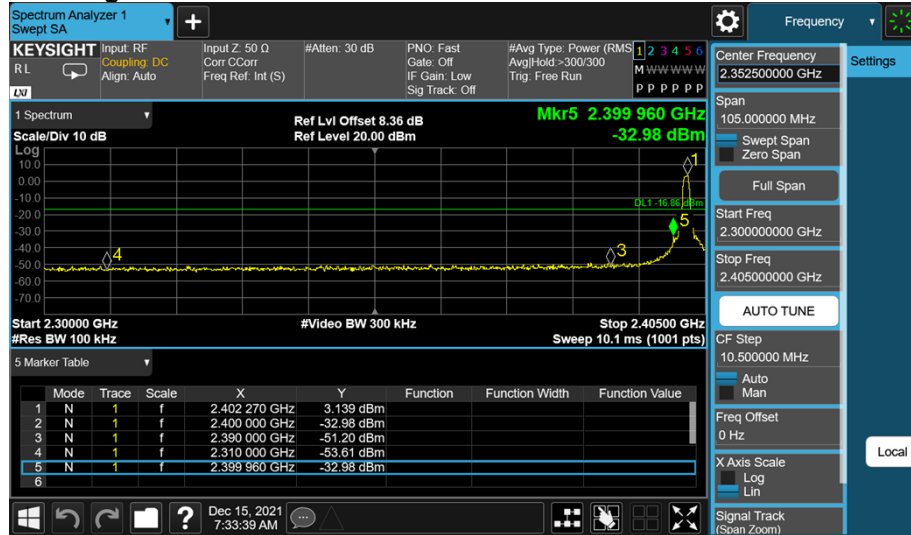 Spectrum Analyzer 1
Swept SA
+
Frequency
KEYSIGHT
RL
LXI
Input: RF
Coupling: DC
Align: Auto
Input Z: 50 Ω
Corr CCorr
Freq Ref: Int (S)
#Atten: 30 dB
PNO: Fast
Gate: Off
IF Gain: Low
Sig Track: Off
#Avg Type: Power (RMS
Avg|Hold:>300/300
Trig: Free Run
1 2 3 4 5 6
M W W W W W
P P P P P P
1 Spectrum
Scale/Div 10 dB
Ref Lvl Offset 8.36 dB
Ref Level 20.00 dBm
Mkr5 2.399 960 GHz
-32.98 dBm
Log
10.0
0.00
-10.0
-20.0
-30.0
-40.0
-50.0
-60.0
-70.0
1
DL1 -16.86 dBm
5
3
4
Start 2.30000 GHz
#Res BW 100 kHz
#Video BW 300 kHz
Stop 2.40500 GHz
Sweep 10.1 ms (1001 pts)
5 Marker Table
Mode Trace Scale X Y Function Function Width Function Value
1 N 1 f 2.402 270 GHz 3.139 dBm
2 N 1 f 2.400 000 GHz -32.98 dBm
3 N 1 f 2.390 000 GHz -51.20 dBm
4 N 1 f 2.310 000 GHz -53.61 dBm
5 N 1 f 2.399 960 GHz -32.98 dBm
6
?
Dec 15, 2021
7:33:39 AM
Center Frequency
2.352500000 GHz
Span
105.000000 MHz
Swept Span
Zero Span
Full Span
Start Freq
2.300000000 GHz
Stop Freq
2.405000000 GHz
AUTO TUNE
CF Step
10.500000 MHz
Auto
Man
Freq Offset
0 Hz
X Axis Scale
Log
Lin
Signal Track
(Span Zoom)
Settings
Local